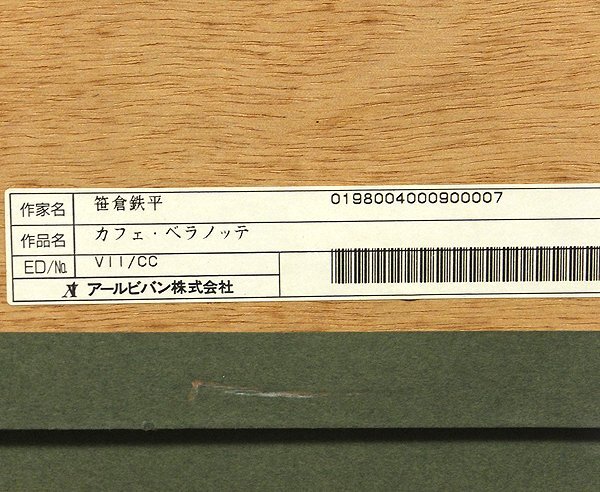 作家名 笹倉鉄平 0198004000900007
作品名 カフェ・ベラノッテ
ED/№ VII/CC
アールビバン株式会社